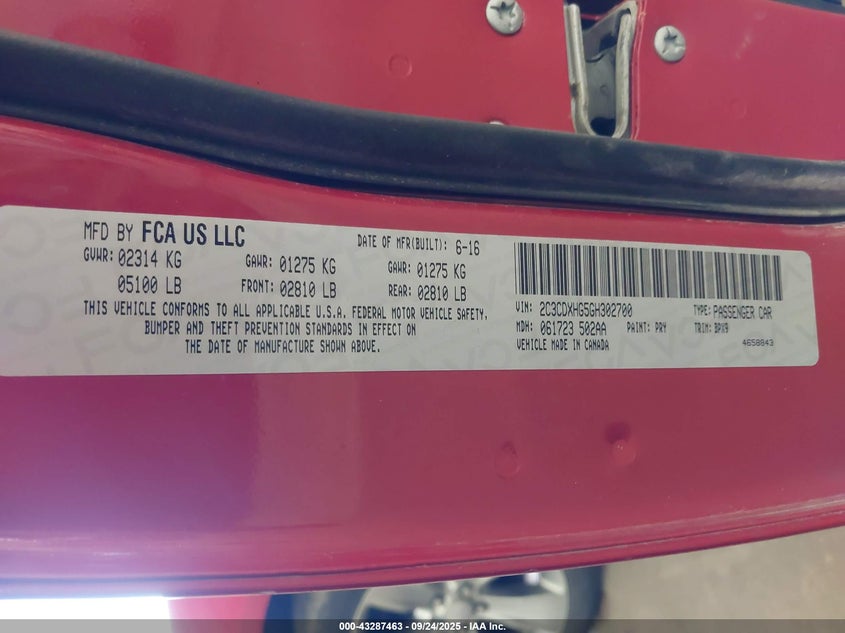 MFD BY FCA US LLC
DATE OF MFR(BUILT): 6-16
GVWR: 02314 KG GAWR: 01275 KG GAWR: 01275 KG
05100 LB FRONT: 02810 LB REAR: 02810 LB
THIS VEHICLE CONFORMS TO ALL APPLICABLE U.S.A. FEDERAL MOTOR VEHICLE SAFETY,
BUMPER AND THEFT PREVENTION STANDARDS IN EFFECT ON
THE DATE OF MANUFACTURE SHOWN ABOVE.
VIN: 2C3CDXHG5GH302700 TYPE: PASSENGER CAR
MDH: 061723 502AA PAINT: PRY TRIM: BPX9
VEHICLE MADE IN CANADA 4658843
000-43287463 - 09/24/2025 - IAA Inc.